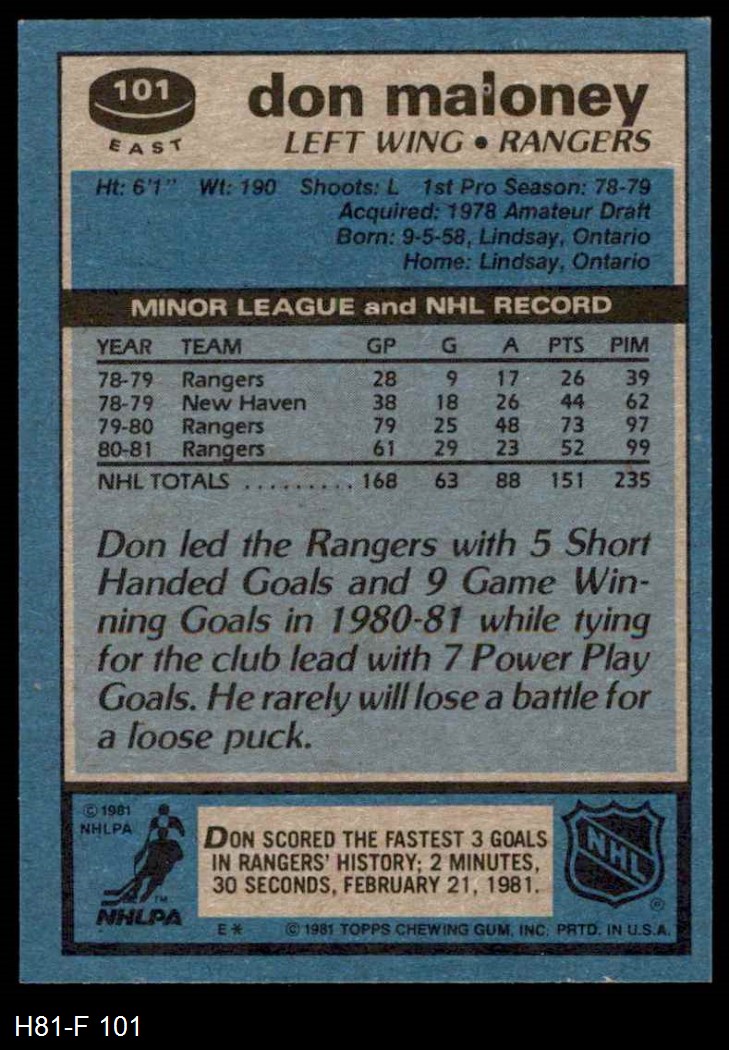 101
EAST
don maloney
LEFT WING • RANGERS
Ht: 6'1" Wt: 190 Shoots: L 1st Pro Season: 78-79
Acquired: 1978 Amateur Draft
Born: 9-5-58, Lindsay, Ontario
Home: Lindsay, Ontario
MINOR LEAGUE and NHL RECORD
YEAR TEAM GP G A PTS PIM
78-79 Rangers 28 9 17 26 39
78-79 New Haven 38 18 26 44 62
79-80 Rangers 79 25 48 73 97
80-81 Rangers 61 29 23 52 99
NHL TOTALS .......... 168 63 88 151 235
Don led the Rangers with 5 Short
Handed Goals and 9 Game Win-
ning Goals in 1980-81 while tying
for the club lead with 7 Power Play
Goals. He rarely will lose a battle for
a loose puck.
© 1981
NHLPA
TM
NHLPA
DON SCORED THE FASTEST 3 GOALS
IN RANGERS' HISTORY; 2 MINUTES,
30 SECONDS, FEBRUARY 21, 1981.
NHL
®
E* © 1981 TOPPS CHEWING GUM, INC. PRTD. IN U.S.A.
H81-F 101